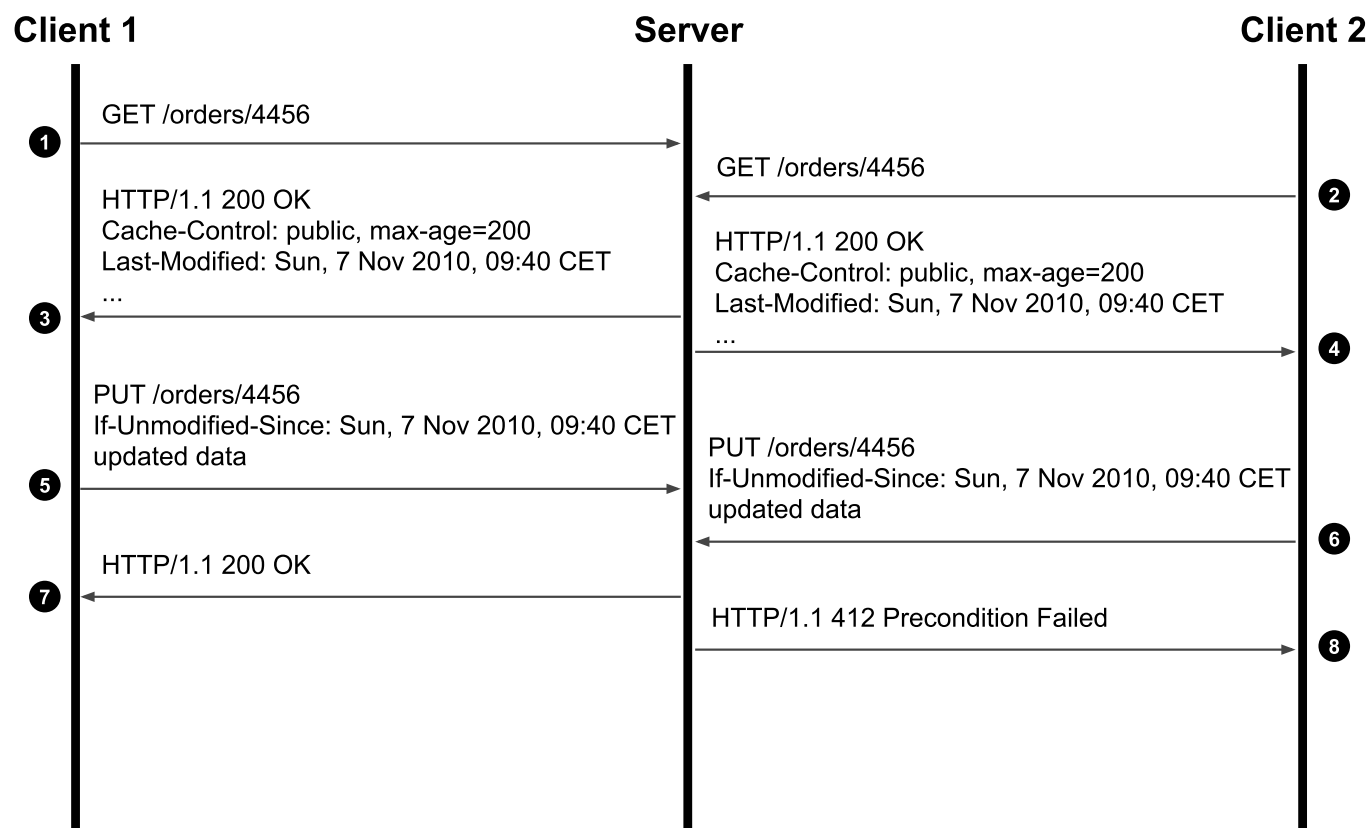 Client 1
Server
Client 2
GET /orders/4456
1
GET /orders/4456
2
HTTP/1.1 200 OK
Cache-Control: public, max-age=200
Last-Modified: Sun, 7 Nov 2010, 09:40 CET
...
3
HTTP/1.1 200 OK
Cache-Control: public, max-age=200
Last-Modified: Sun, 7 Nov 2010, 09:40 CET
...
4
PUT /orders/4456
If-Unmodified-Since: Sun, 7 Nov 2010, 09:40 CET
updated data
5
PUT /orders/4456
If-Unmodified-Since: Sun, 7 Nov 2010, 09:40 CET
updated data
6
HTTP/1.1 200 OK
7
HTTP/1.1 412 Precondition Failed
8